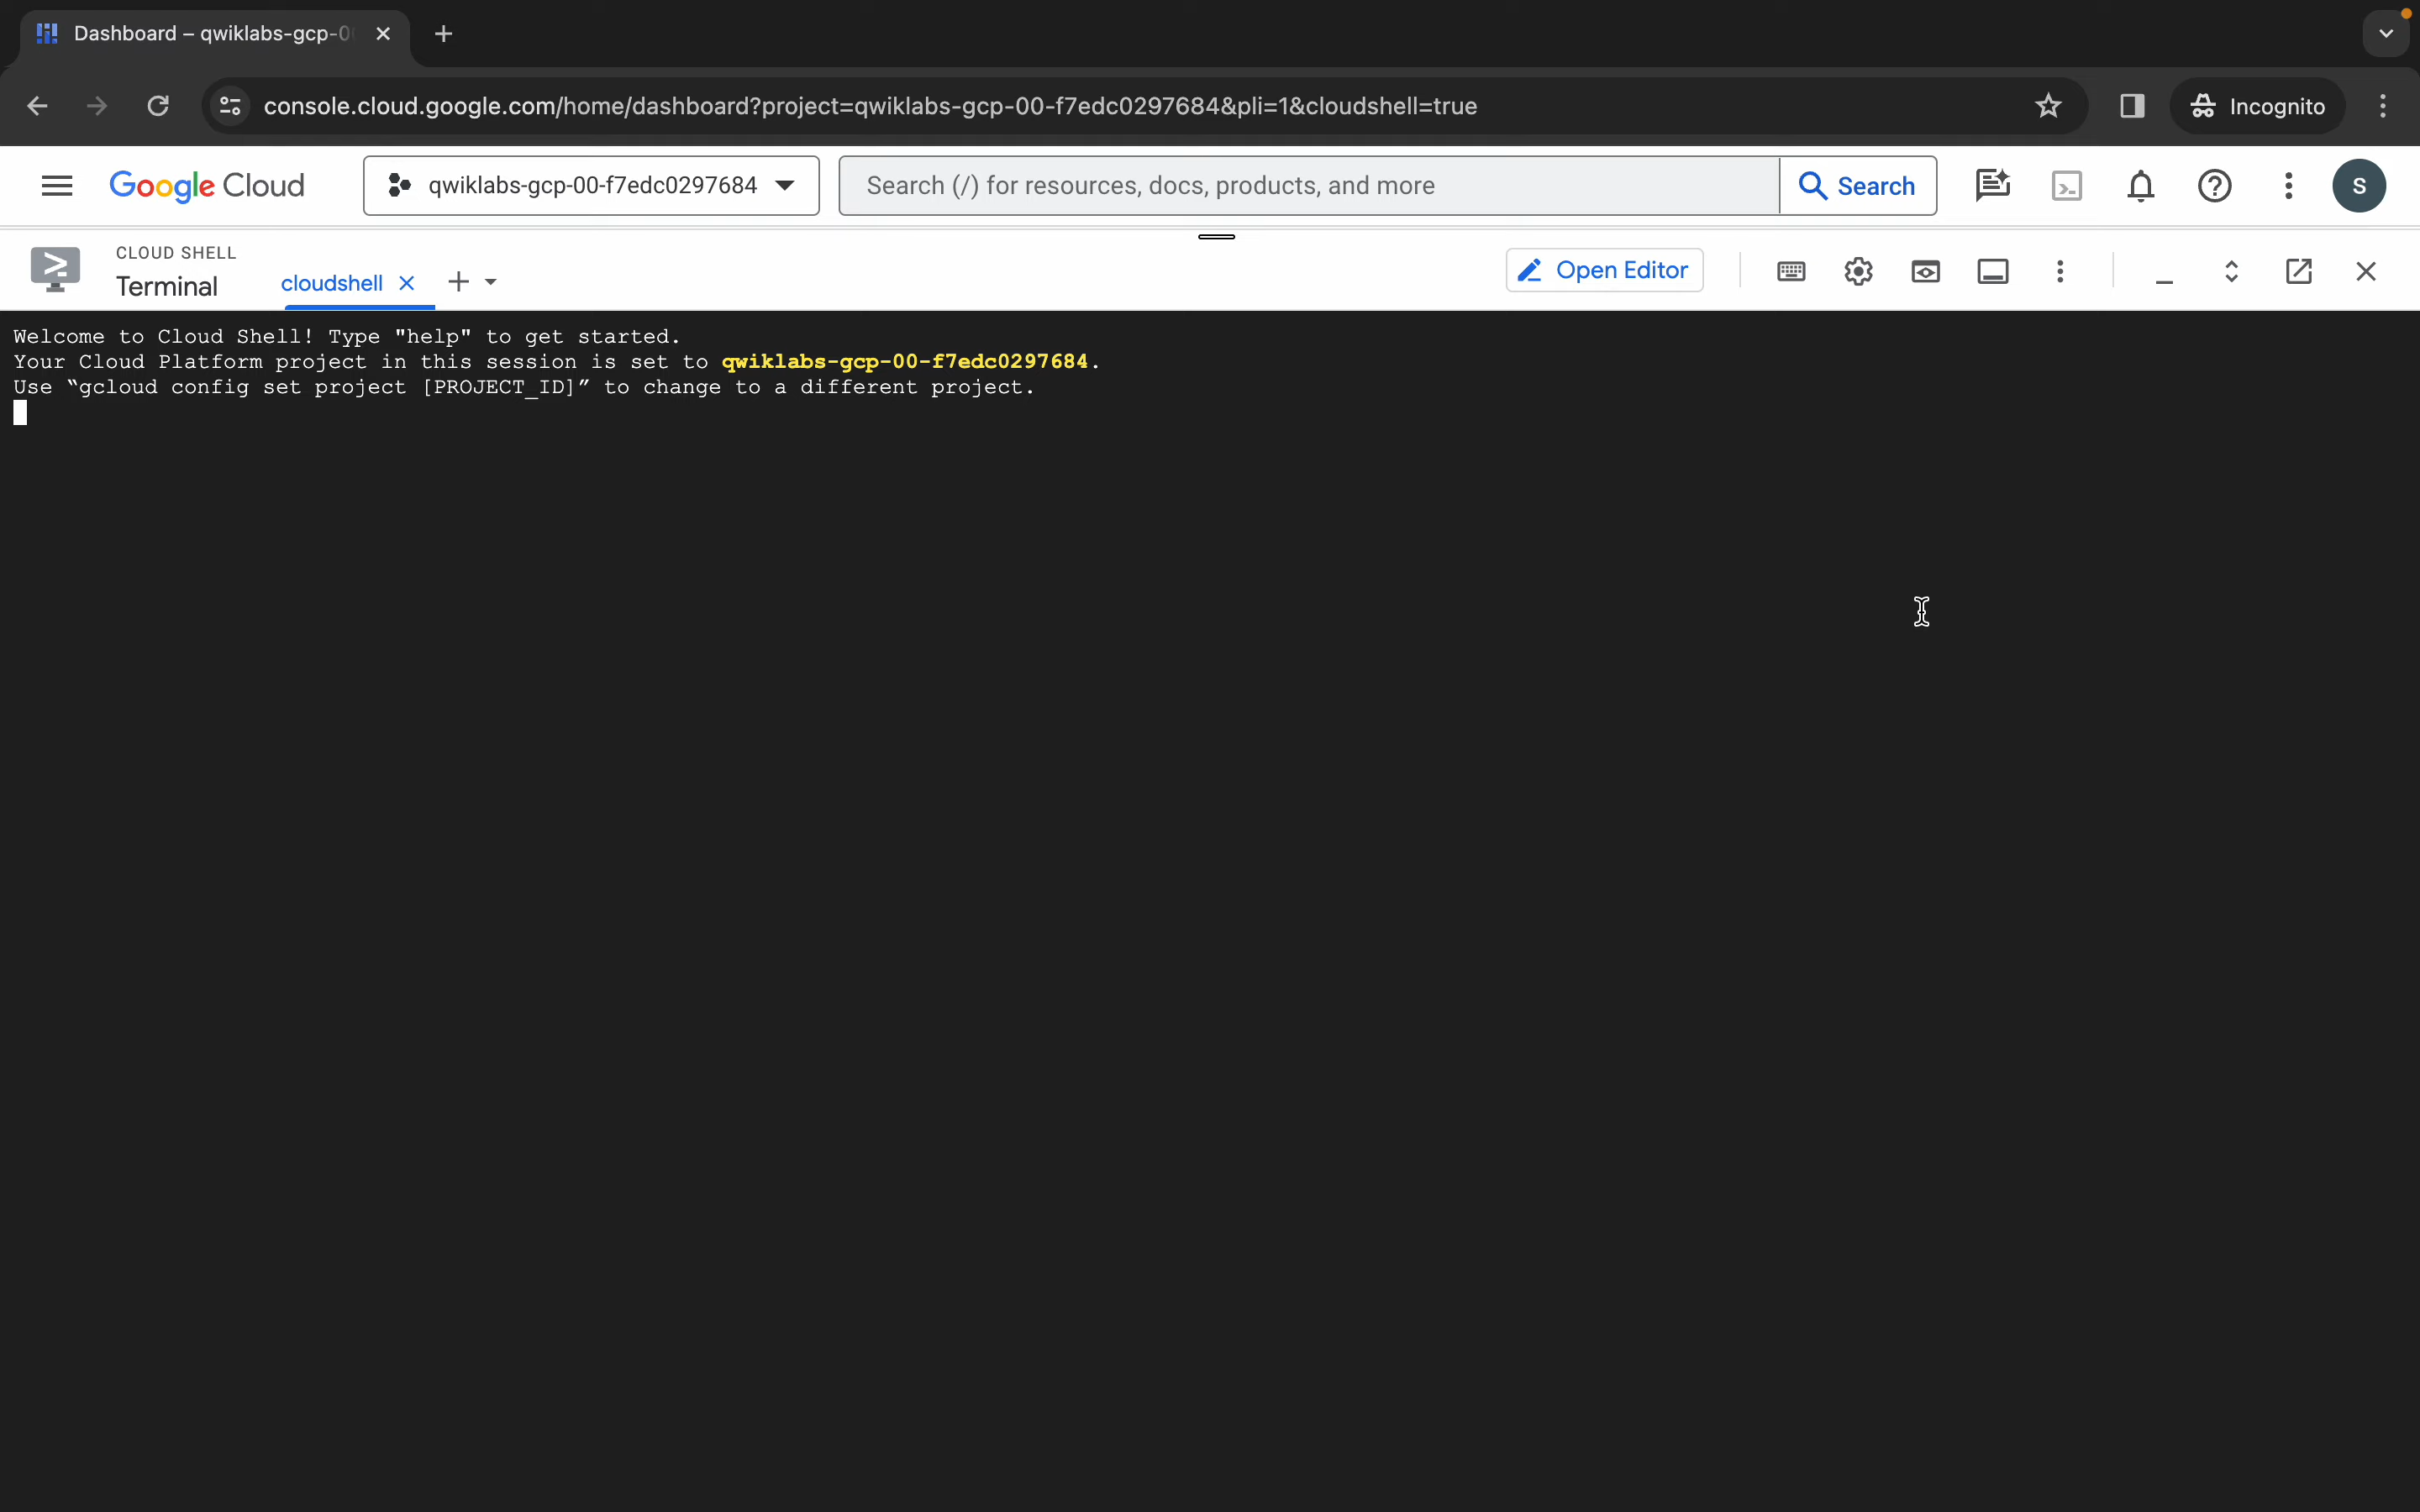 Dashboard – qwiklabs-gcp-0
console.cloud.google.com/home/dashboard?project=qwiklabs-gcp-00-f7edc0297684&pli=1&cloudshell=true
Incognito
Google Cloud
qwiklabs-gcp-00-f7edc0297684
Search (/) for resources, docs, products, and more
Search
S
CLOUD SHELL
Terminal
cloudshell
Open Editor
Welcome to Cloud Shell! Type "help" to get started.
Your Cloud Platform project in this session is set to qwiklabs-gcp-00-f7edc0297684.
Use “gcloud config set project [PROJECT_ID]” to change to a different project.